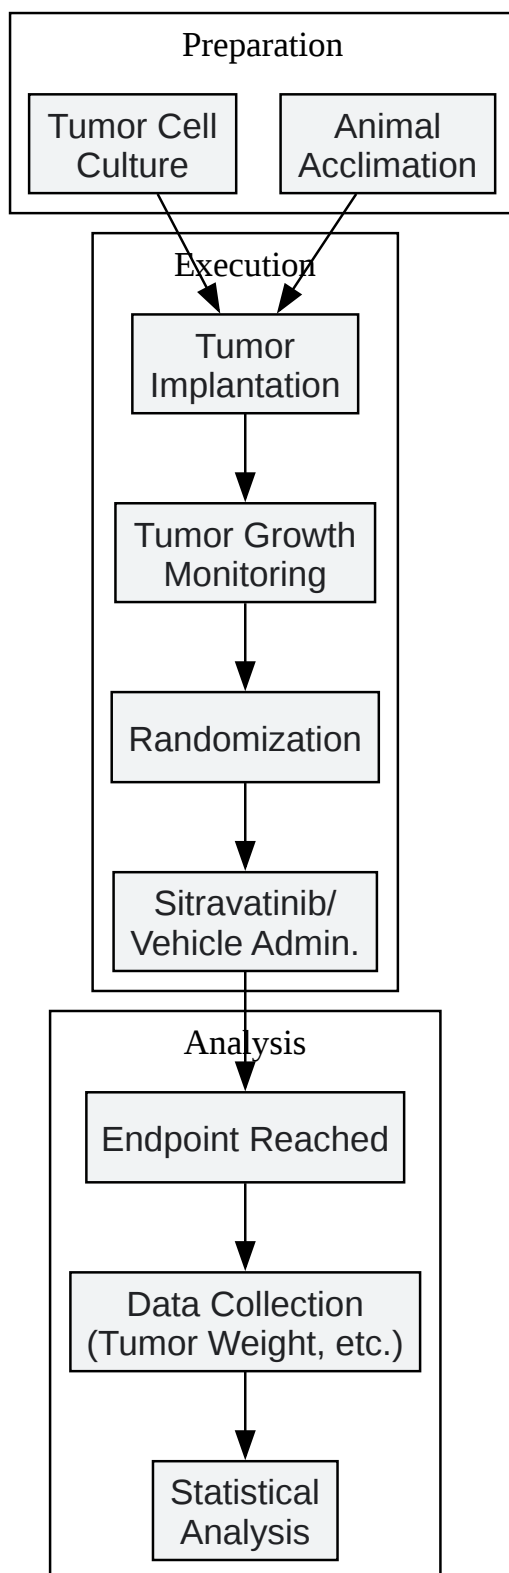 Preparation
Tumor Cell
Culture
Animal
Acclimation
Execution
Tumor
Implantation
Tumor Growth
Monitoring
Randomization
Sitravatinib/
Vehicle Admin.
Analysis
Endpoint Reached
Data Collection
(Tumor Weight, etc.)
Statistical
Analysis